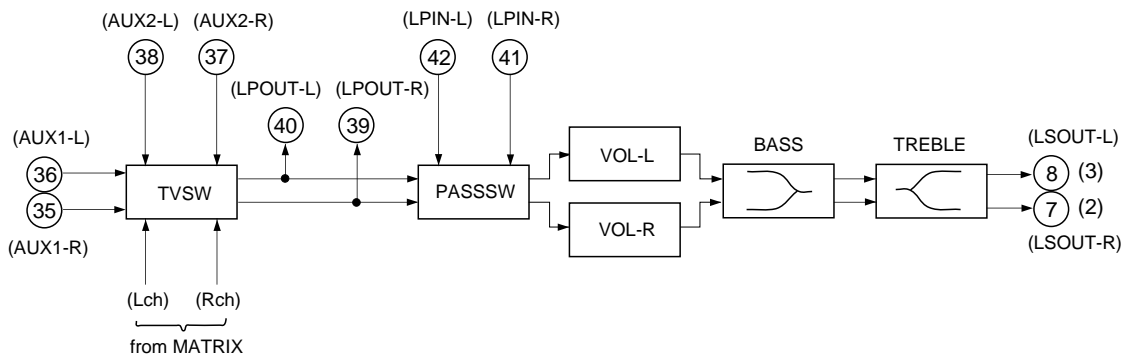 (AUX2-L) (AUX2-R) (LPIN-L) (LPIN-R)
38 37 42 41
(LPOUT-L) (LPOUT-R)
40 39
(AUX1-L)
36
35
(AUX1-R)
TVSW
PASSSW
VOL-L
VOL-R
BASS
TREBLE
(LSOUT-L)
8 (3)
7 (2)
(LSOUT-R)
(Lch) (Rch)
from MATRIX